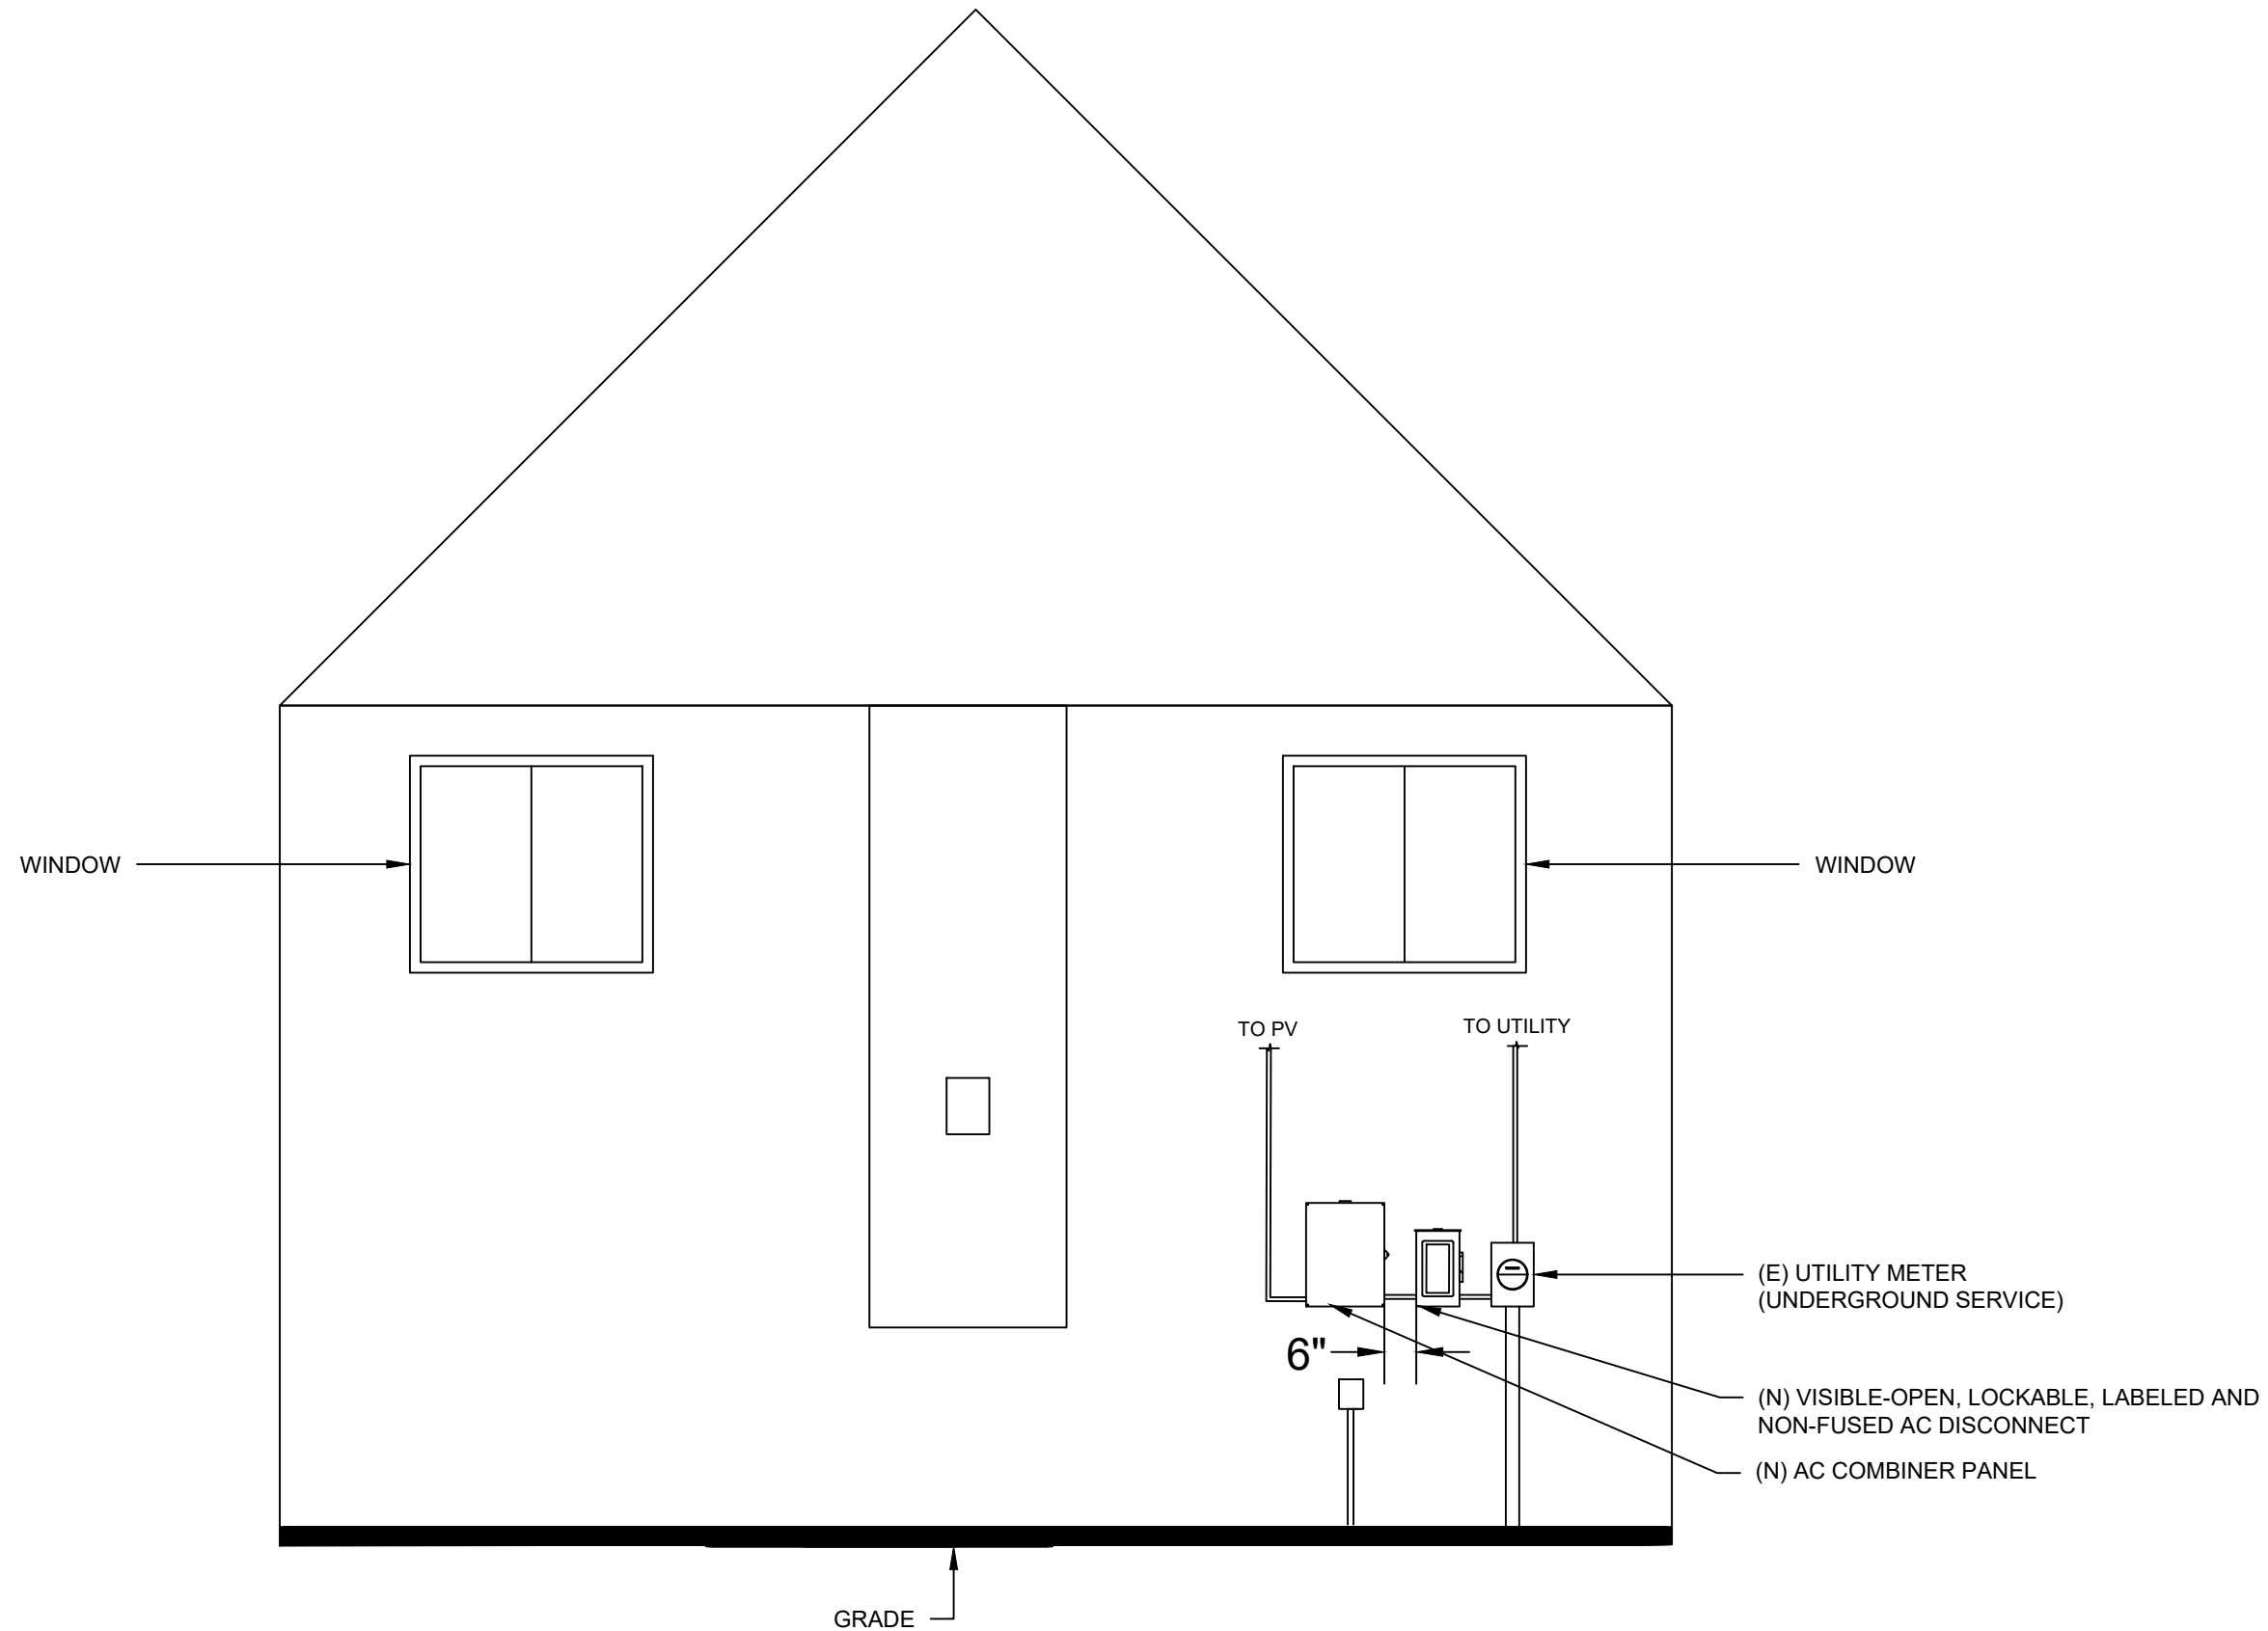 WINDOW
WINDOW
TO PV
TO UTILITY
(E) UTILITY METER
(UNDERGROUND SERVICE)
6"
(N) VISIBLE-OPEN, LOCKABLE, LABELED AND
NON-FUSED AC DISCONNECT
(N) AC COMBINER PANEL
GRADE